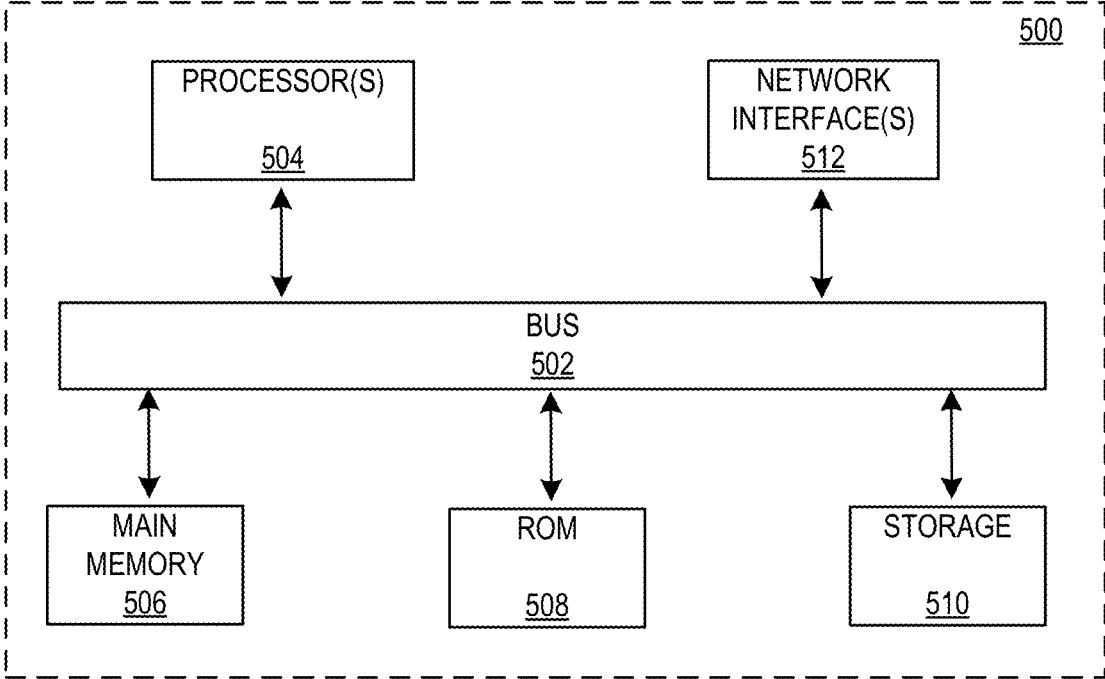 500
PROCESSOR(S)
504
NETWORK
INTERFACE(S)
512
BUS
502
MAIN
MEMORY
506
ROM
508
STORAGE
510